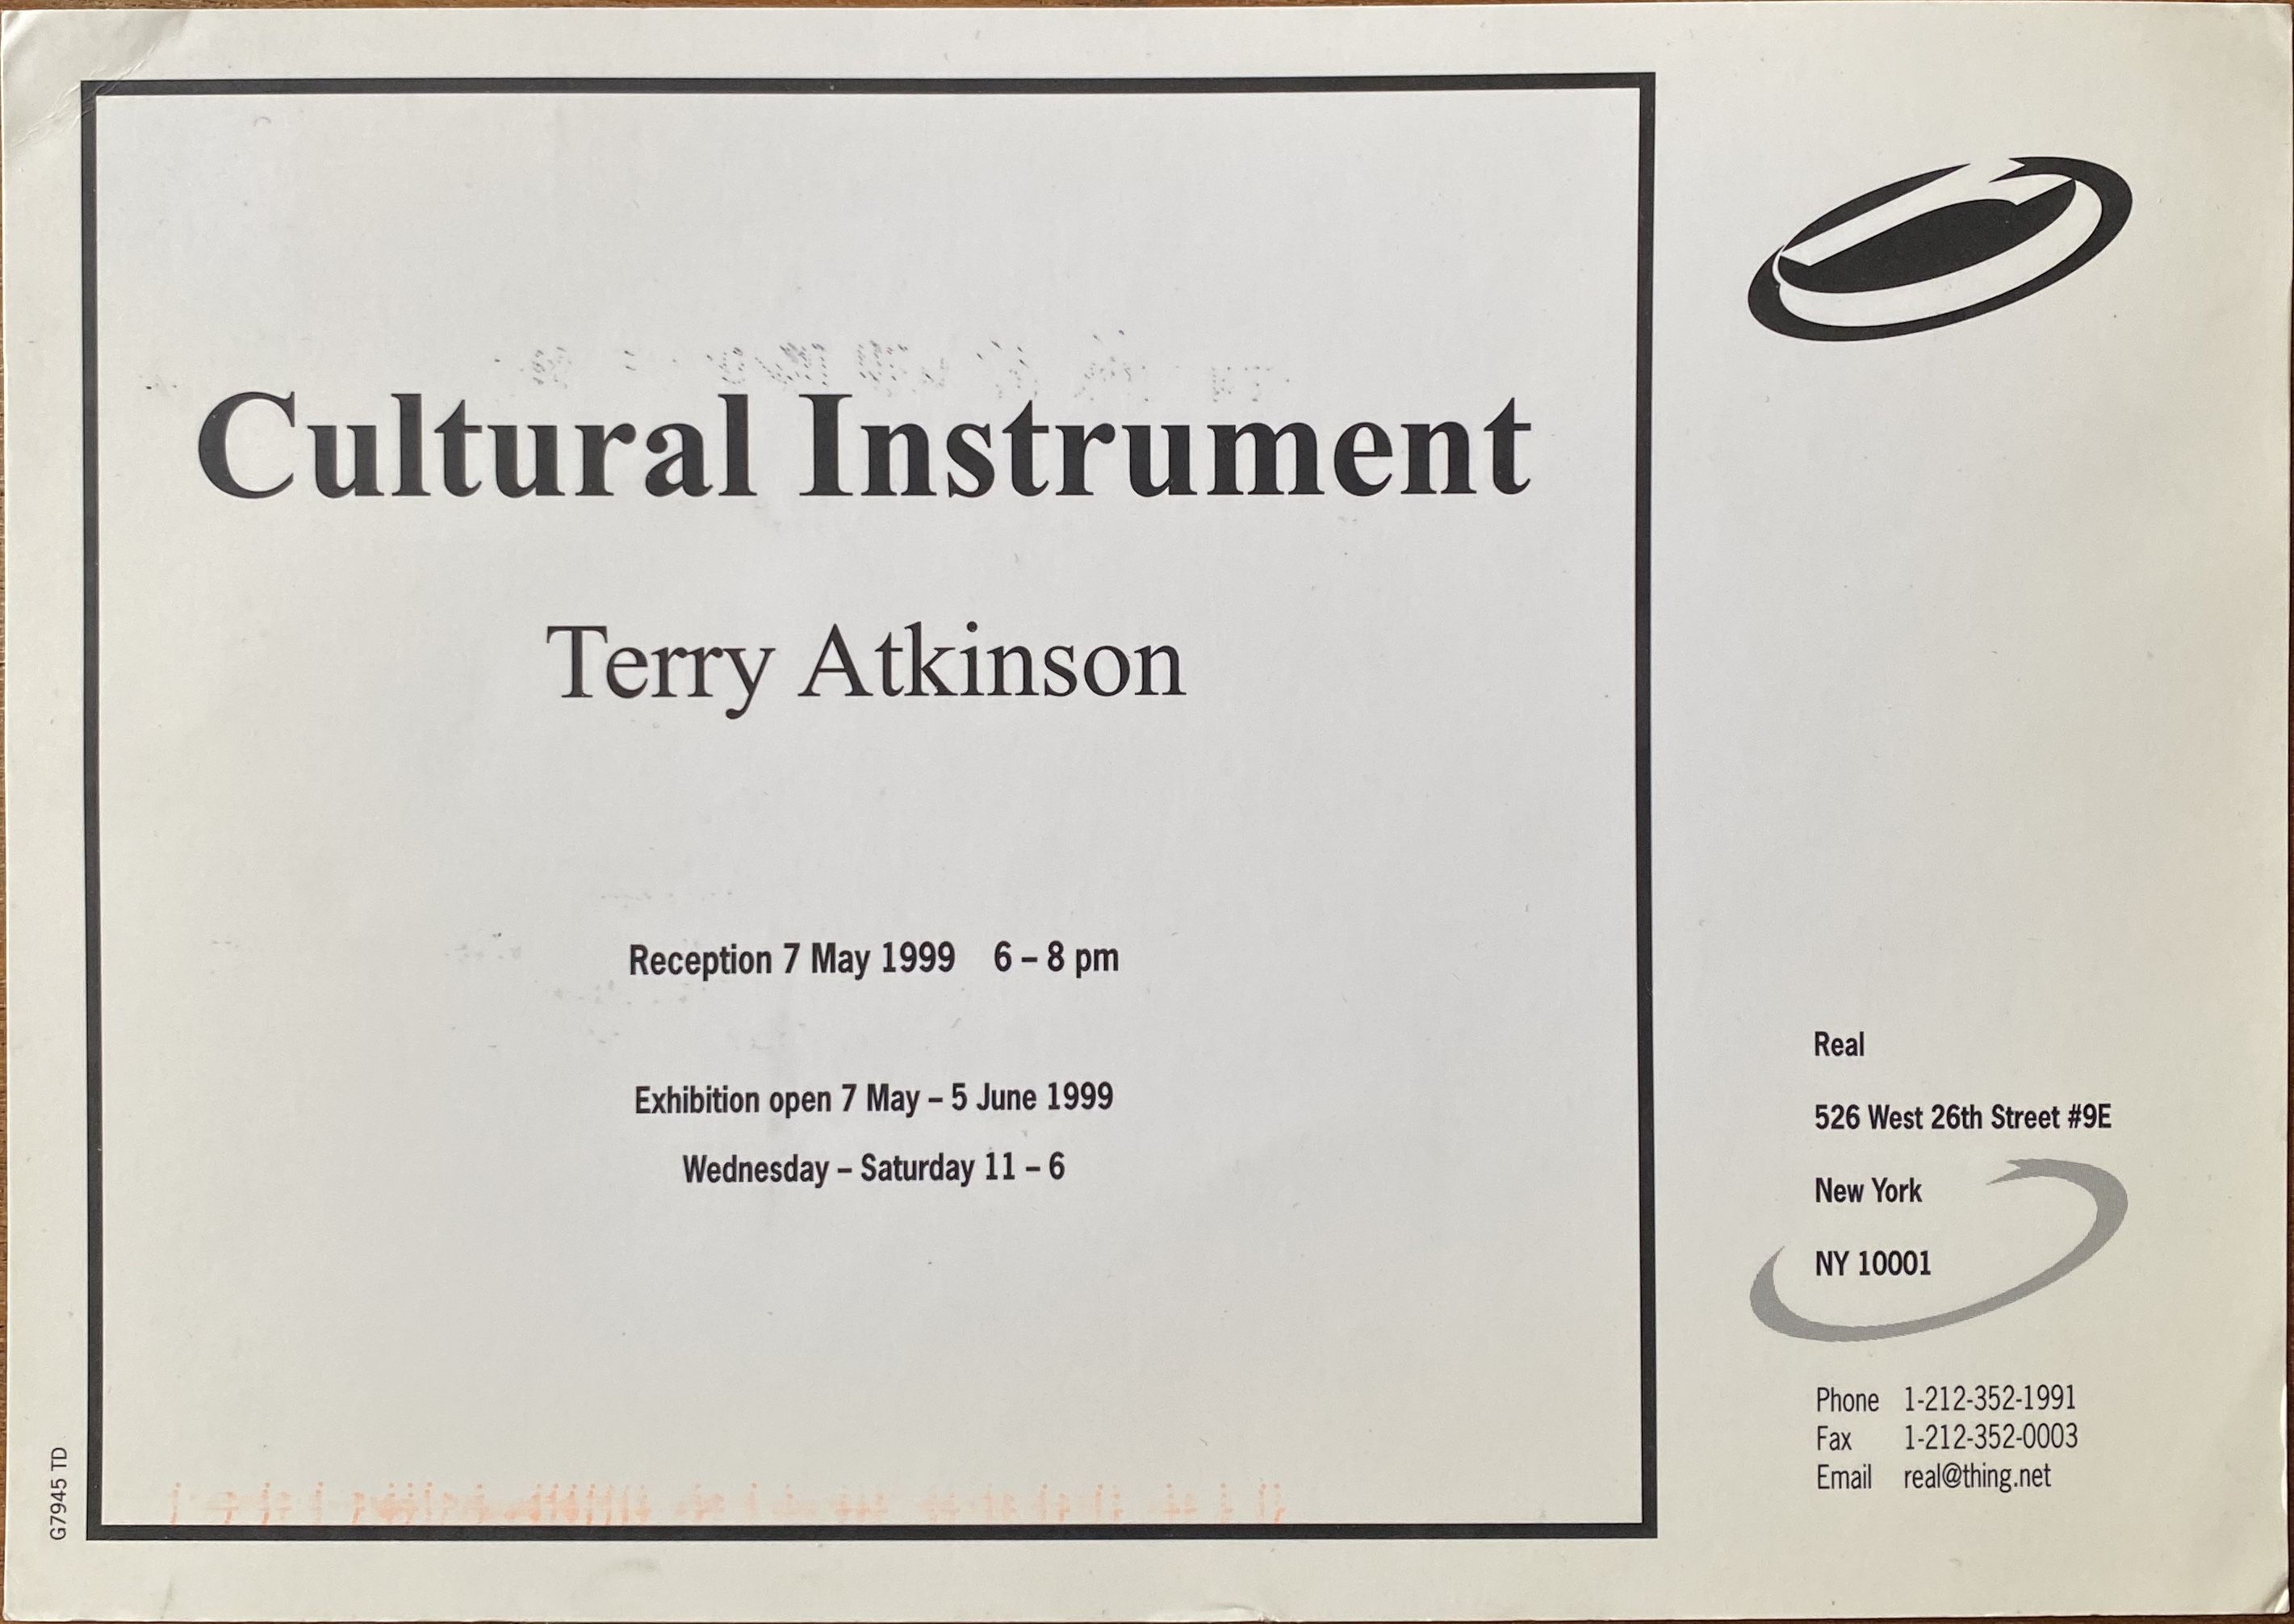 Cultural Instrument
Terry Atkinson
Reception 7 May 1999 6 – 8 pm
Exhibition open 7 May – 5 June 1999
Wednesday – Saturday 11 – 6
Real
526 West 26th Street #9E
New York
NY 10001
Phone 1-212-352-1991
Fax 1-212-352-0003
Email real@thing.net
G7945 TD